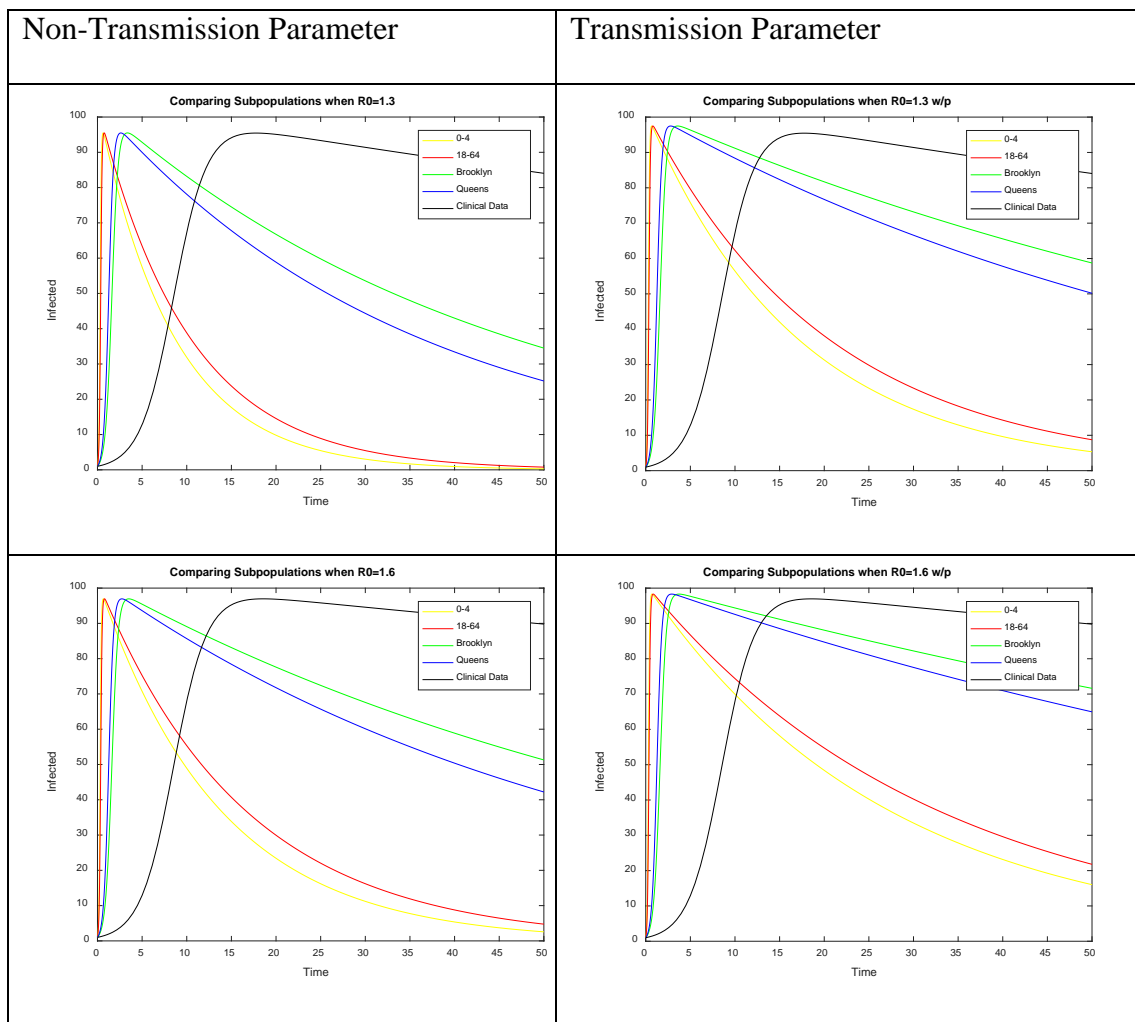 Non-Transmission Parameter
Transmission Parameter
Comparing Subpopulations when R0=1.3
100
90
80
70
60
50
40
30
20
10
0
Infected
0-4
18-64
Brooklyn
Queens
Clinical Data
0 5 10 15 20 25 30 35 40 45 50
Time
Comparing Subpopulations when R0=1.3 w/p
100
90
80
70
60
50
40
30
20
10
0
Infected
0-4
18-64
Brooklyn
Queens
Clinical Data
0 5 10 15 20 25 30 35 40 45 50
Time
Comparing Subpopulations when R0=1.6
100
90
80
70
60
50
40
30
20
10
0
Infected
0-4
18-64
Brooklyn
Queens
Clinical Data
0 5 10 15 20 25 30 35 40 45 50
Time
Comparing Subpopulations when R0=1.6 w/p
100
90
80
70
60
50
40
30
20
10
0
Infected
0-4
18-64
Brooklyn
Queens
Clinical Data
0 5 10 15 20 25 30 35 40 45 50
Time